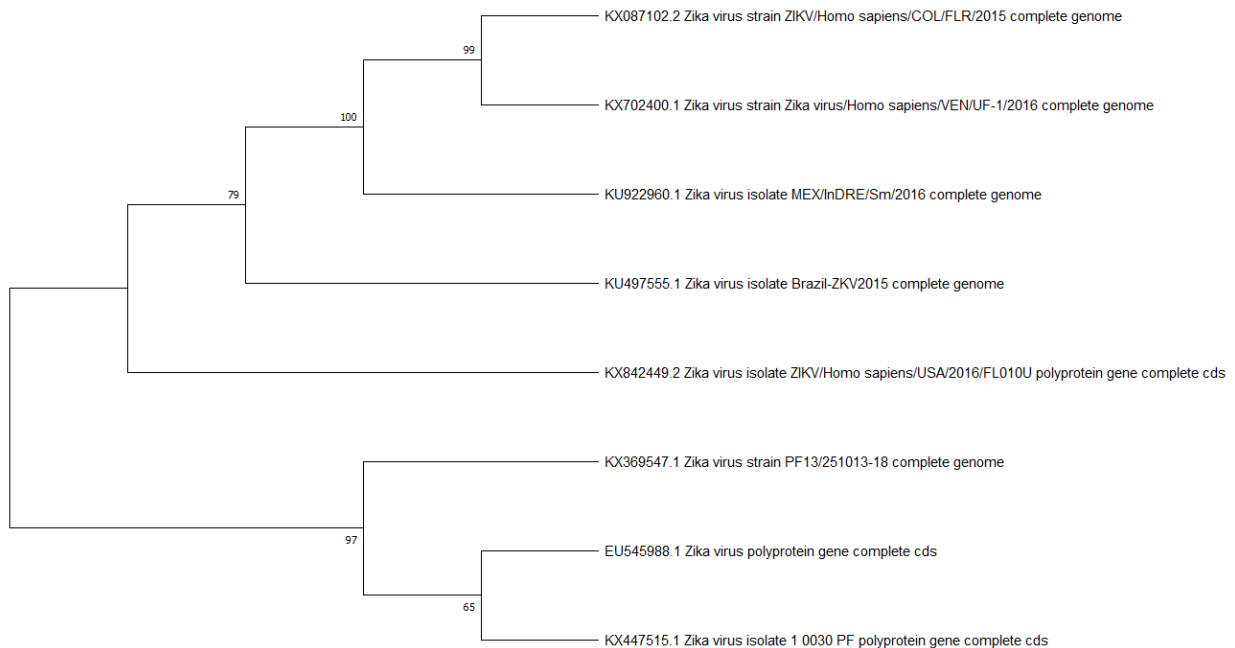 KX087102.2 Zika virus strain ZIKV/Homo sapiens/COL/FLR/2015 complete genome
99
KX702400.1 Zika virus strain Zika virus/Homo sapiens/VEN/UF-1/2016 complete genome
100
KU922960.1 Zika virus isolate MEX/InDRE/Sm/2016 complete genome
79
KU497555.1 Zika virus isolate Brazil-ZKV2015 complete genome
KX842449.2 Zika virus isolate ZIKV/Homo sapiens/USA/2016/FL010U polyprotein gene complete cds
KX369547.1 Zika virus strain PF13/251013-18 complete genome
97
EU545988.1 Zika virus polyprotein gene complete cds
65
KX447515.1 Zika virus isolate 1 0030 PF polyprotein gene complete cds